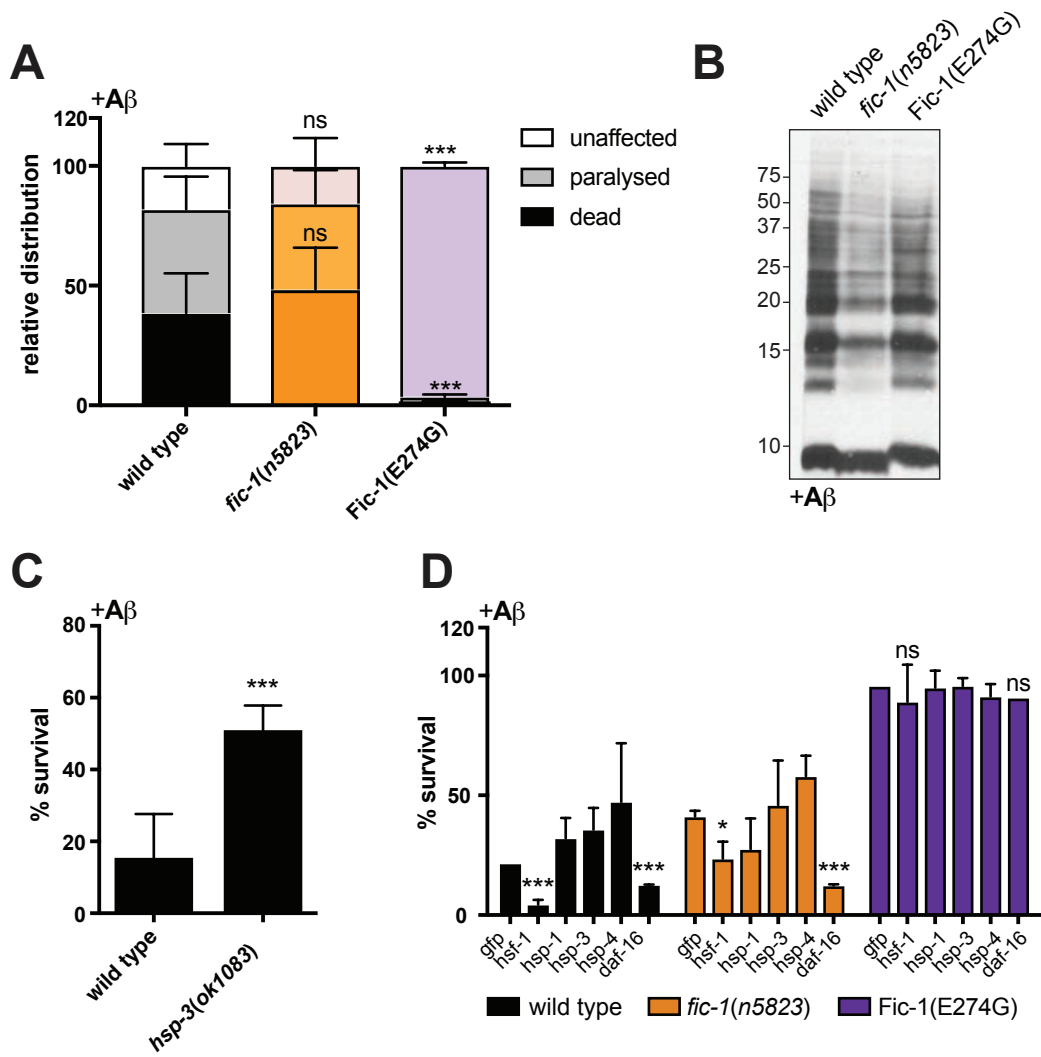 A
+Aβ
120
100
50
0
relative distribution
ns
ns
***
***
unaffected
paralysed
dead
wild type
fic-1(n5823)
Fic-1(E274G)
B
wild type
fic-1(n5823)
Fic-1(E274G)
75
50
37
25
20
15
10
+Aβ
C
+Aβ
80
60
40
20
0
% survival
***
wild type
hsp-3(ok1083)
D
+Aβ
120
100
50
0
% survival
***
***
*
***
ns
ns
gfp
hsf-1
hsp-1
hsp-3
hsp-4
daf-16
gfp
hsf-1
hsp-1
hsp-3
hsp-4
daf-16
gfp
hsf-1
hsp-1
hsp-3
hsp-4
daf-16
wild type
fic-1(n5823)
Fic-1(E274G)